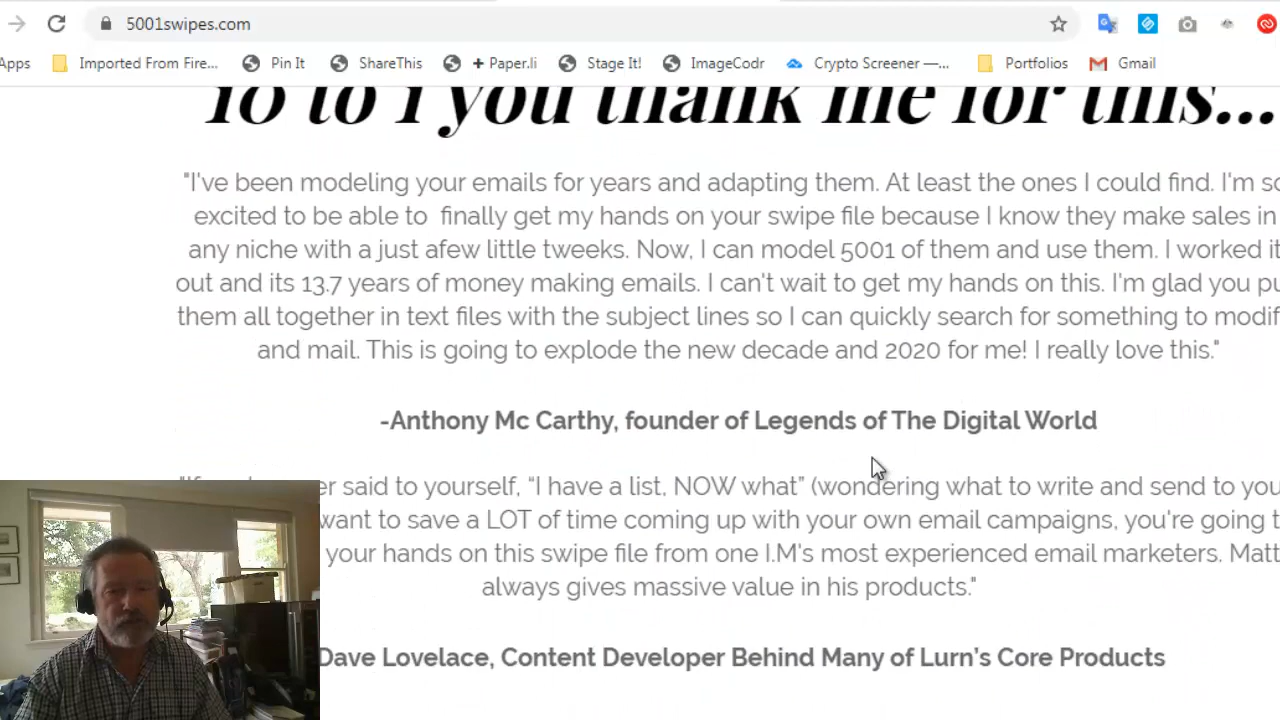 5001swipes.com
Apps Imported From Fire... Pin It ShareThis + Paper.li Stage It! ImageCodr Crypto Screener —... Portfolios Gmail
10 to 1 you thank me for this...
"I've been modeling your emails for years and adapting them. At least the ones I could find. I'm so
excited to be able to finally get my hands on your swipe file because I know they make sales in
any niche with a just afew little tweeks. Now, I can model 5001 of them and use them. I worked it
out and its 13.7 years of money making emails. I can't wait to get my hands on this. I'm glad you pu
them all together in text files with the subject lines so I can quickly search for something to modif
and mail. This is going to explode the new decade and 2020 for me! I really love this."
-Anthony Mc Carthy, founder of Legends of The Digital World
er said to yourself, “I have a list, NOW what” (wondering what to write and send to you
want to save a LOT of time coming up with your own email campaigns, you're going t
your hands on this swipe file from one I.M's most experienced email marketers. Matt
always gives massive value in his products."
Dave Lovelace, Content Developer Behind Many of Lurn’s Core Products